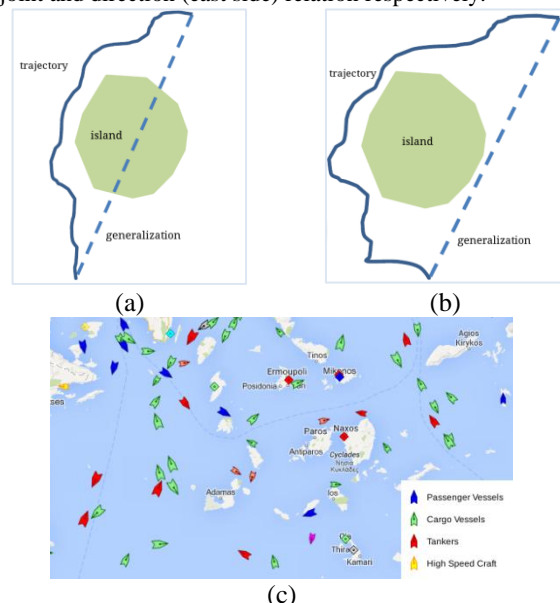 joint and direction (east side) relation respectively.
trajectory
island
generalization
trajectory
island
generalization
(a)
(b)
Tinos
Agios
Kirykos
Ermoupoli
Mikonos
Posidonia
Paros
Naxos
Antiparos
Cyclades
Adamas
Ios
Thira
Kamari
Passenger Vessels
Cargo Vessels
Tankers
High Speed Craft
(c)